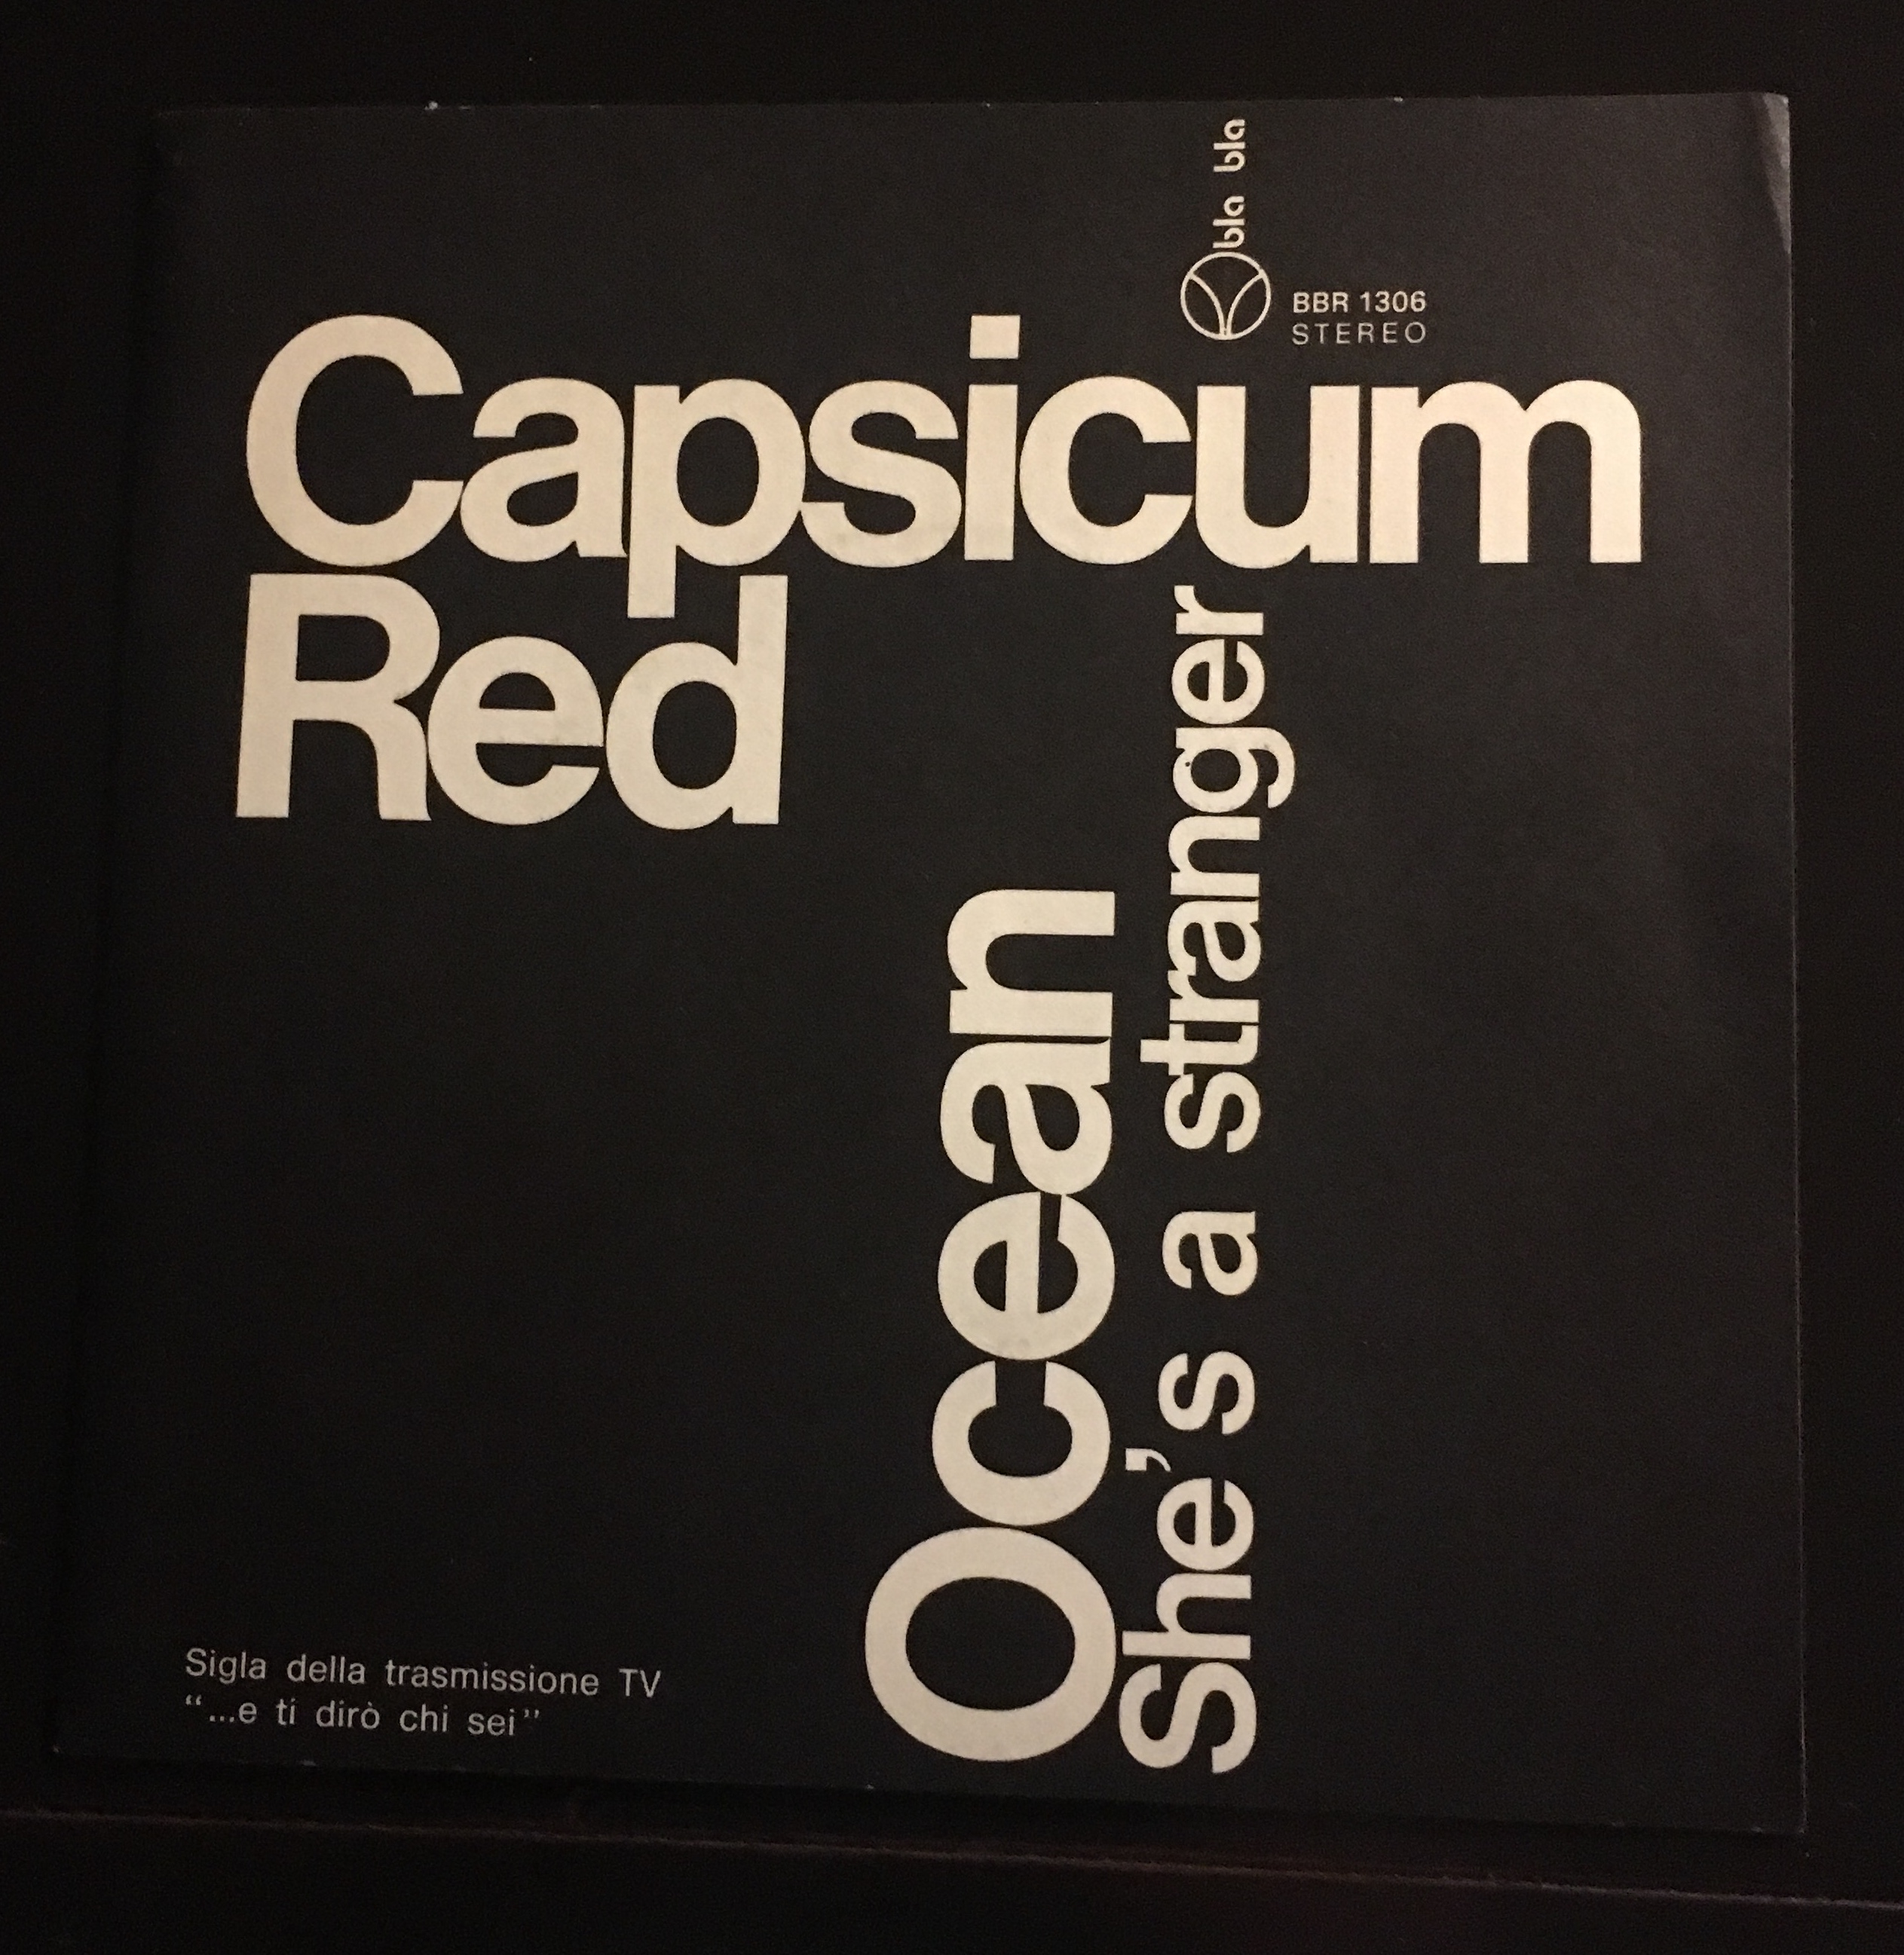 bla bla
BBR 1306
STEREO
Capsicum
Red
Ocean
She's a stranger
Sigla della trasmissione TV
“...e ti dirò chi sei”